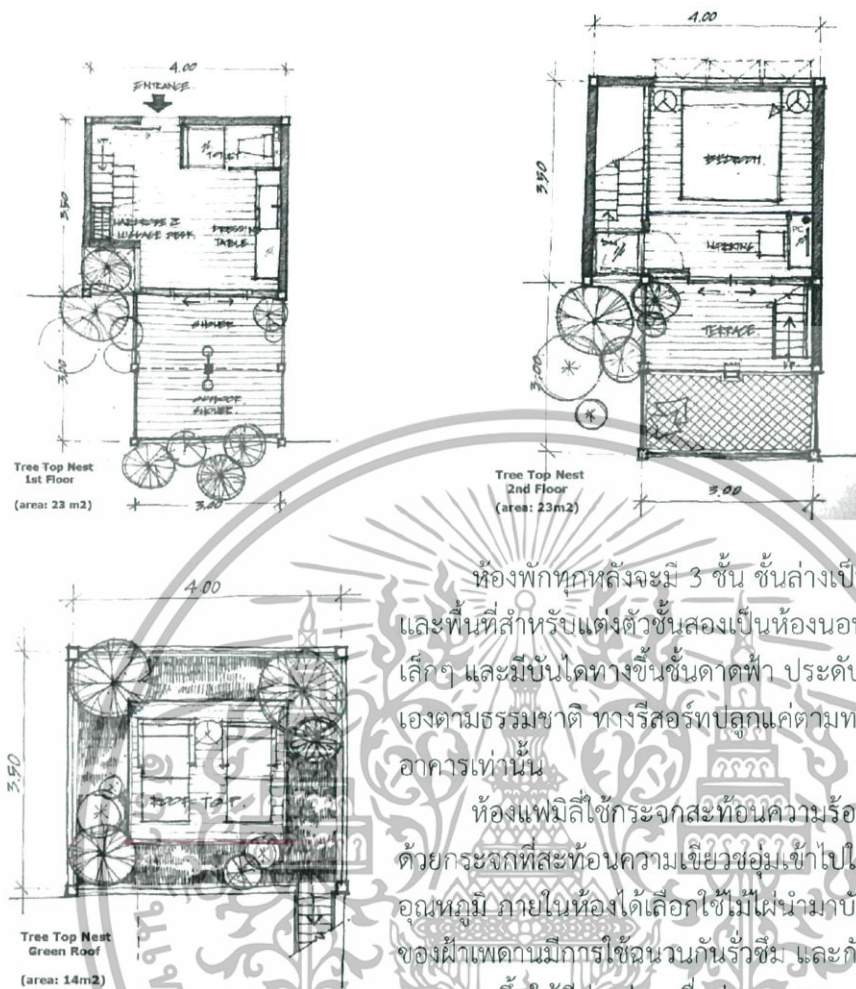 4.00
ENTRANCE
TOILET
UP
WARDROBE &
LUGGAGE DESK
DRESSING
TABLE
3.50
SHOWER
OUTDOOR
SHOWER
3.00
3.00
Tree Top Nest
1st Floor
(area: 23 m2)
4.00
3.50
BEDROOM
WORKING
PC
DN
TERRACE
UP
3.00
3.00
Tree Top Nest
2nd Floor
(area: 23m2)
4.00
3.50
ROOF TOP
Tree Top Nest
Green Roof
(area: 14m2)
ห้องพักทุกหลังจะมี 3 ชั้น ชั้นล่างเป็
และพื้นที่สำหรับแต่งตัวชั้นสองเป็นห้องนอ
เล็กๆ และมีบันไดทางขึ้นชั้นดาดฟ้า ประดับ
เองตามธรรมชาติ ทางรีสอร์ทปลูกแค่ตามท
อาคารเท่านั้น
ห้องแฟมิลี่ใช้กระจกสะท้อนความร้อ
ด้วยกระจกที่สะท้อนความเขียวชอุ่มเข้าไปใ
อุณหภูมิ ภายในห้องได้เลือกใช้ไม้ไผ่นำมาบั
ของฝ้าเพดานมีการใช้ฉนวนกันรั่วซึม และกั